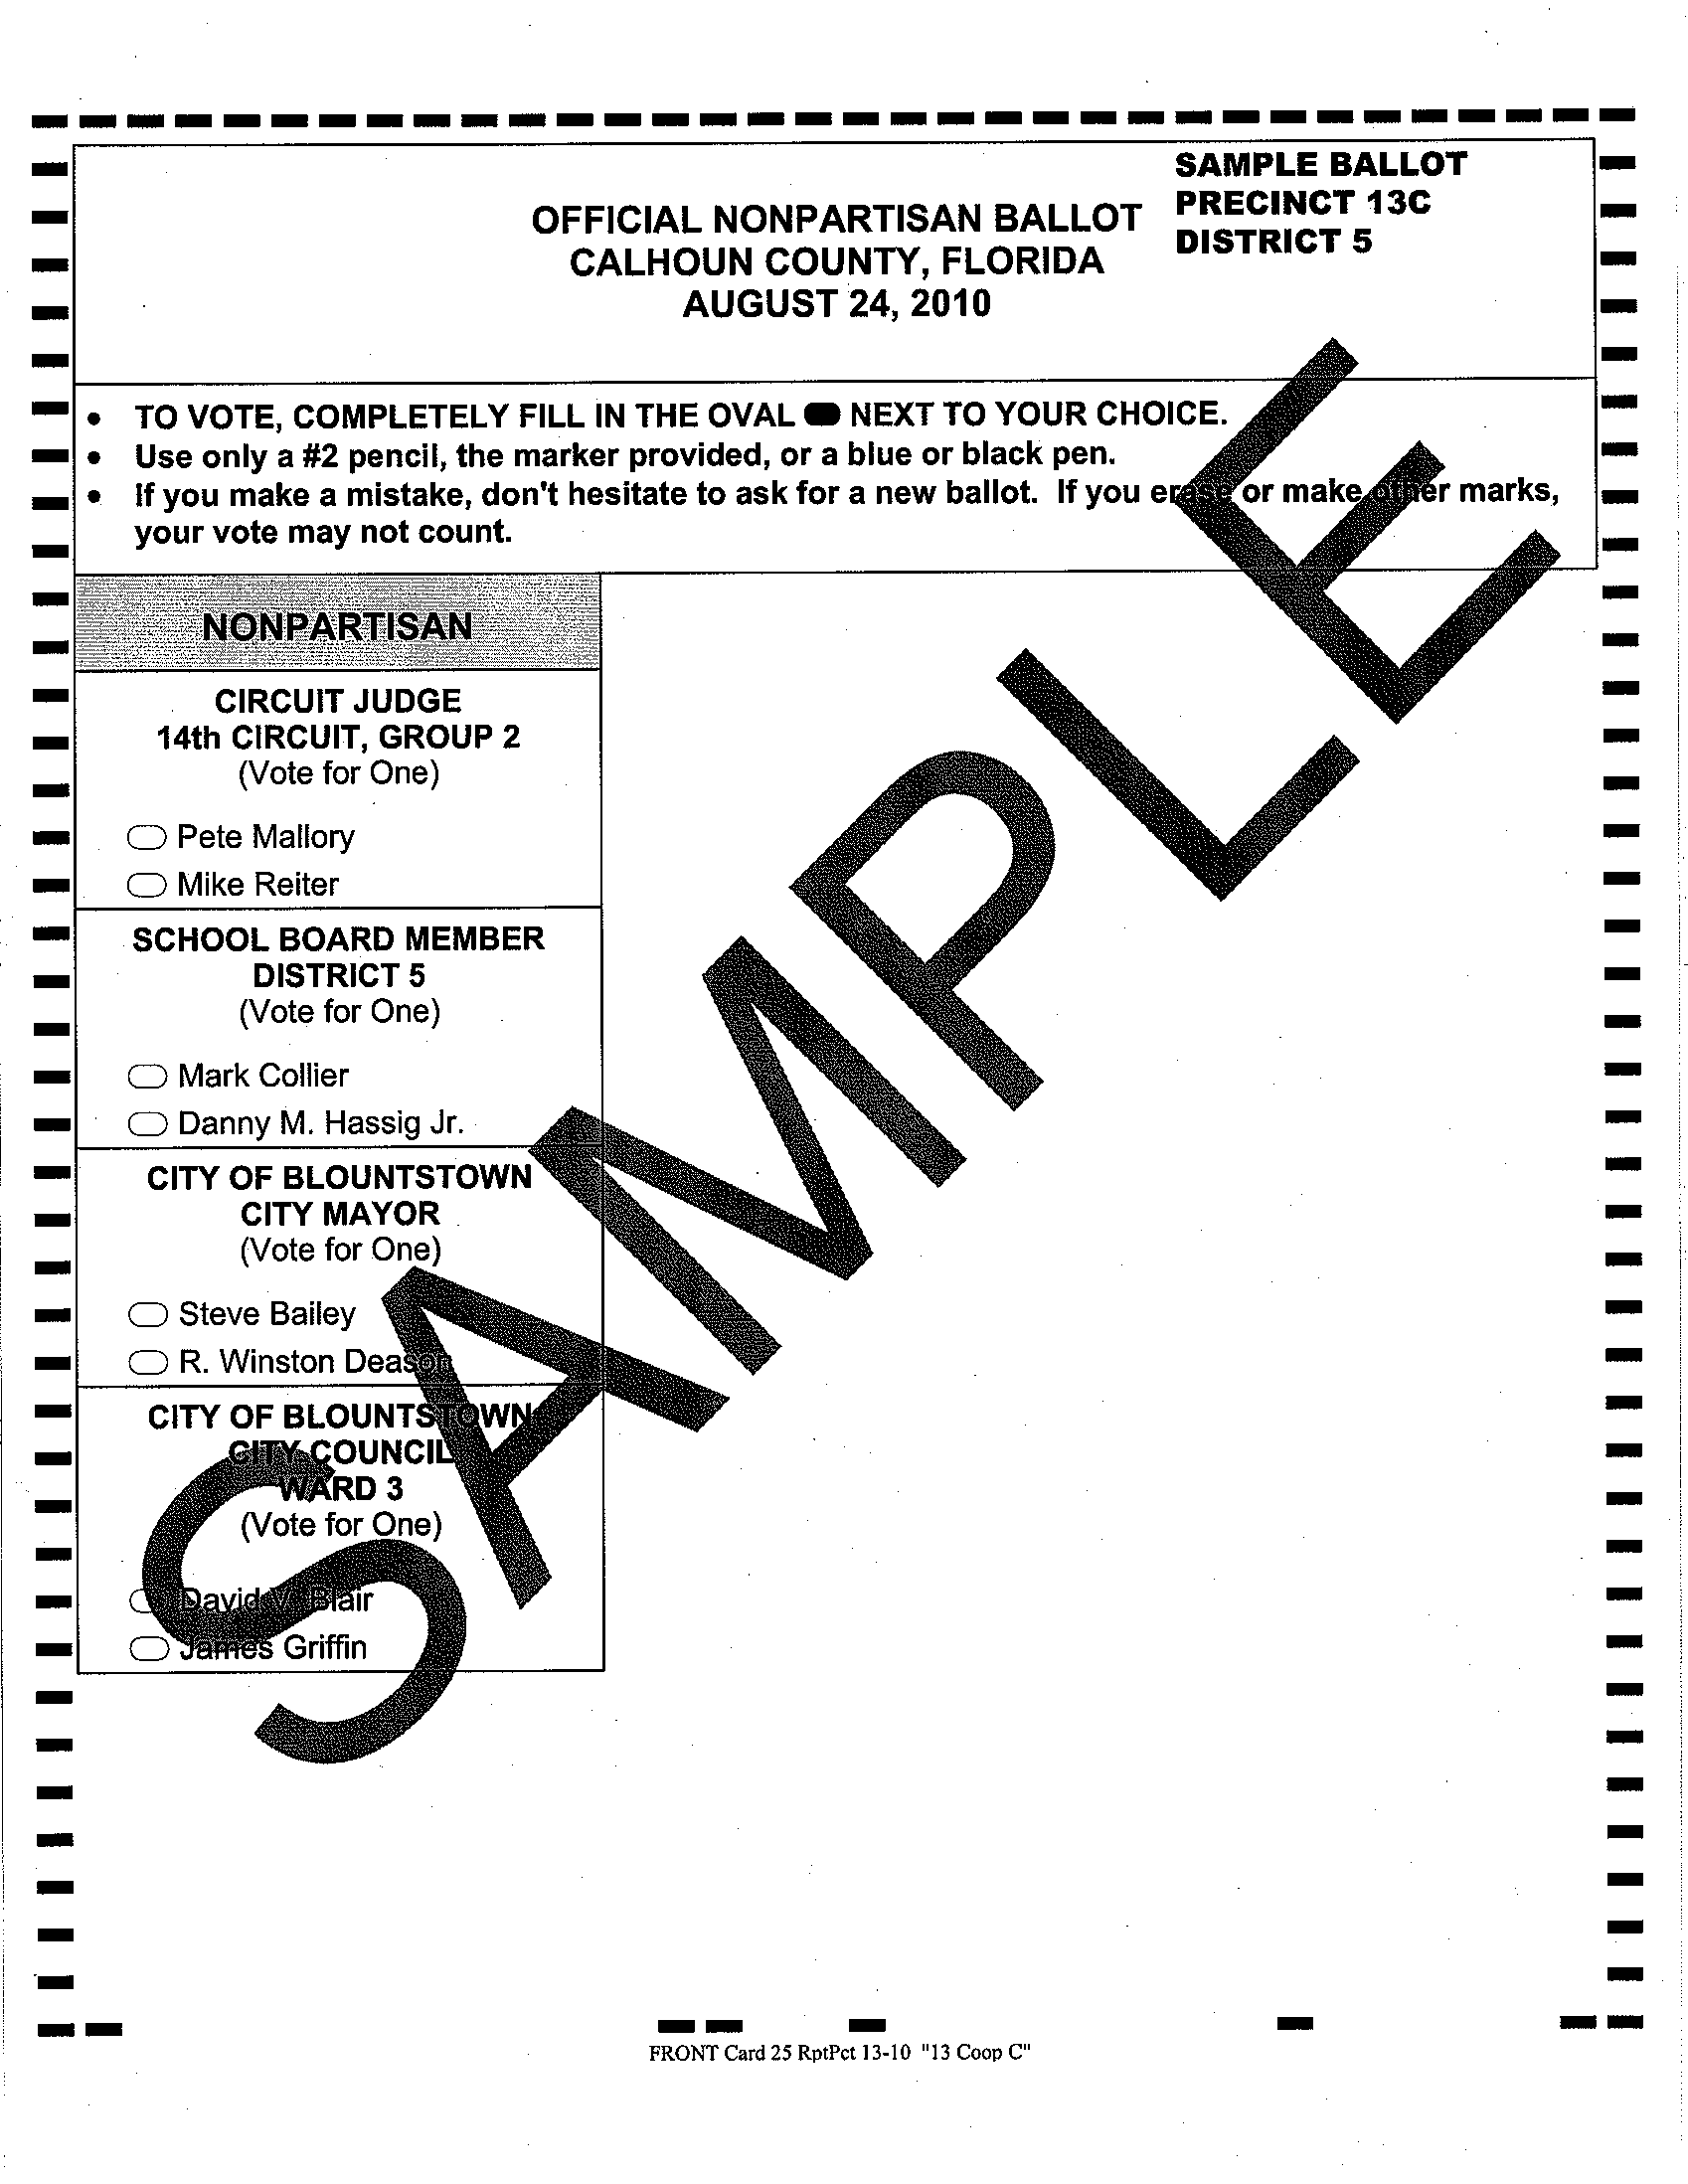 SAMPLE BALLOT
PRECINCT 13C
DISTRICT 5
OFFICIAL NONPARTISAN BALLOT
CALHOUN COUNTY, FLORIDA
AUGUST 24, 2010
• TO VOTE, COMPLETELY FILL IN THE OVAL NEXT TO YOUR CHOICE.
• Use only a #2 pencil, the marker provided, or a blue or black pen.
• If you make a mistake, don't hesitate to ask for a new ballot. If you erase or make other marks,
your vote may not count.
NONPARTISAN
CIRCUIT JUDGE
14th CIRCUIT, GROUP 2
(Vote for One)
Pete Mallory
Mike Reiter
SCHOOL BOARD MEMBER
DISTRICT 5
(Vote for One)
Mark Collier
Danny M. Hassig Jr.
CITY OF BLOUNTSTOWN
CITY MAYOR
(Vote for One)
Steve Bailey
R. Winston Deason
CITY OF BLOUNTSTOWN
CITY COUNCIL
WARD 3
(Vote for One)
David V. Blair
James Griffin
SAMPLE
FRONT Card 25 RptPct 13-10 "13 Coop C"